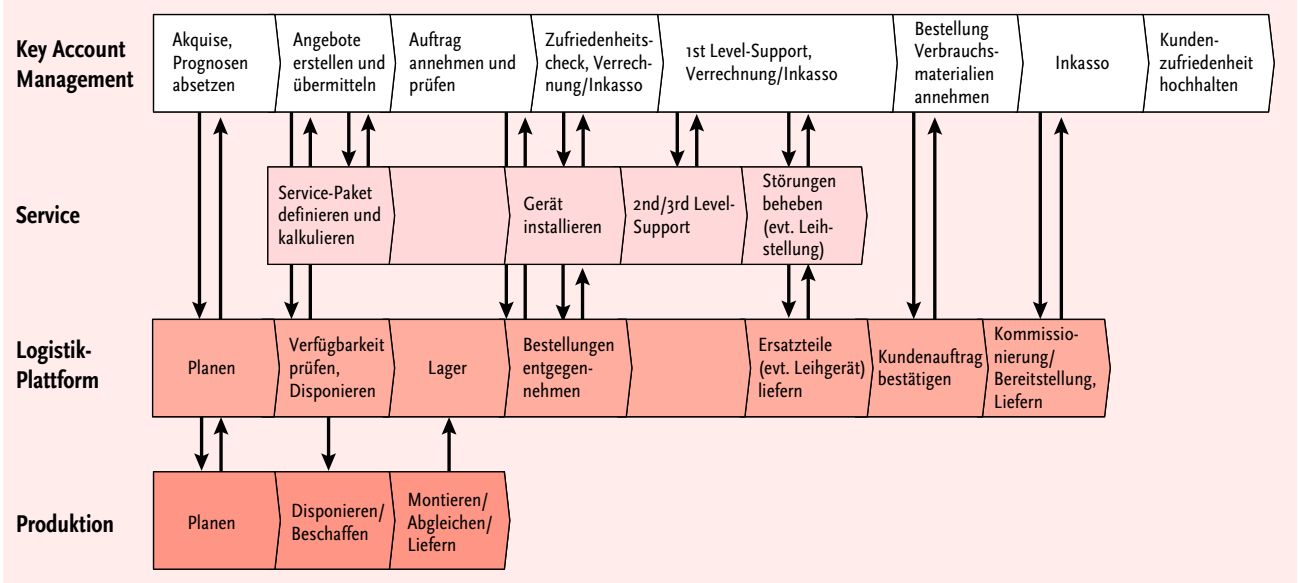 Key Account
Management
Akquise,
Prognosen
absetzen
Angebote
erstellen und
übermitteln
Auftrag
annehmen und
prüfen
Zufriedenheits-
check, Verrech-
nung/Inkasso
1st Level-Support,
Verrechnung/Inkasso
Bestellung
Verbrauchs-
materialien
annehmen
Inkasso
Kunden-
zufriedenheit
hochhalten
Service
Service-Paket
definieren und
kalkulieren
Gerät
installieren
2nd/3rd Level-
Support
Störungen
beheben
(evt. Leih-
stellung)
Logistik-
Plattform
Planen
Verfügbarkeit
prüfen,
Disponieren
Lager
Bestellungen
entgegen-
nehmen
Ersatzteile
(evt. Leihgerät)
liefern
Kundenauftrag
bestätigen
Kommissio-
nierung/
Bereitstellung,
Liefern
Produktion
Planen
Disponieren/
Beschaffen
Montieren/
Abgleichen/
Liefern